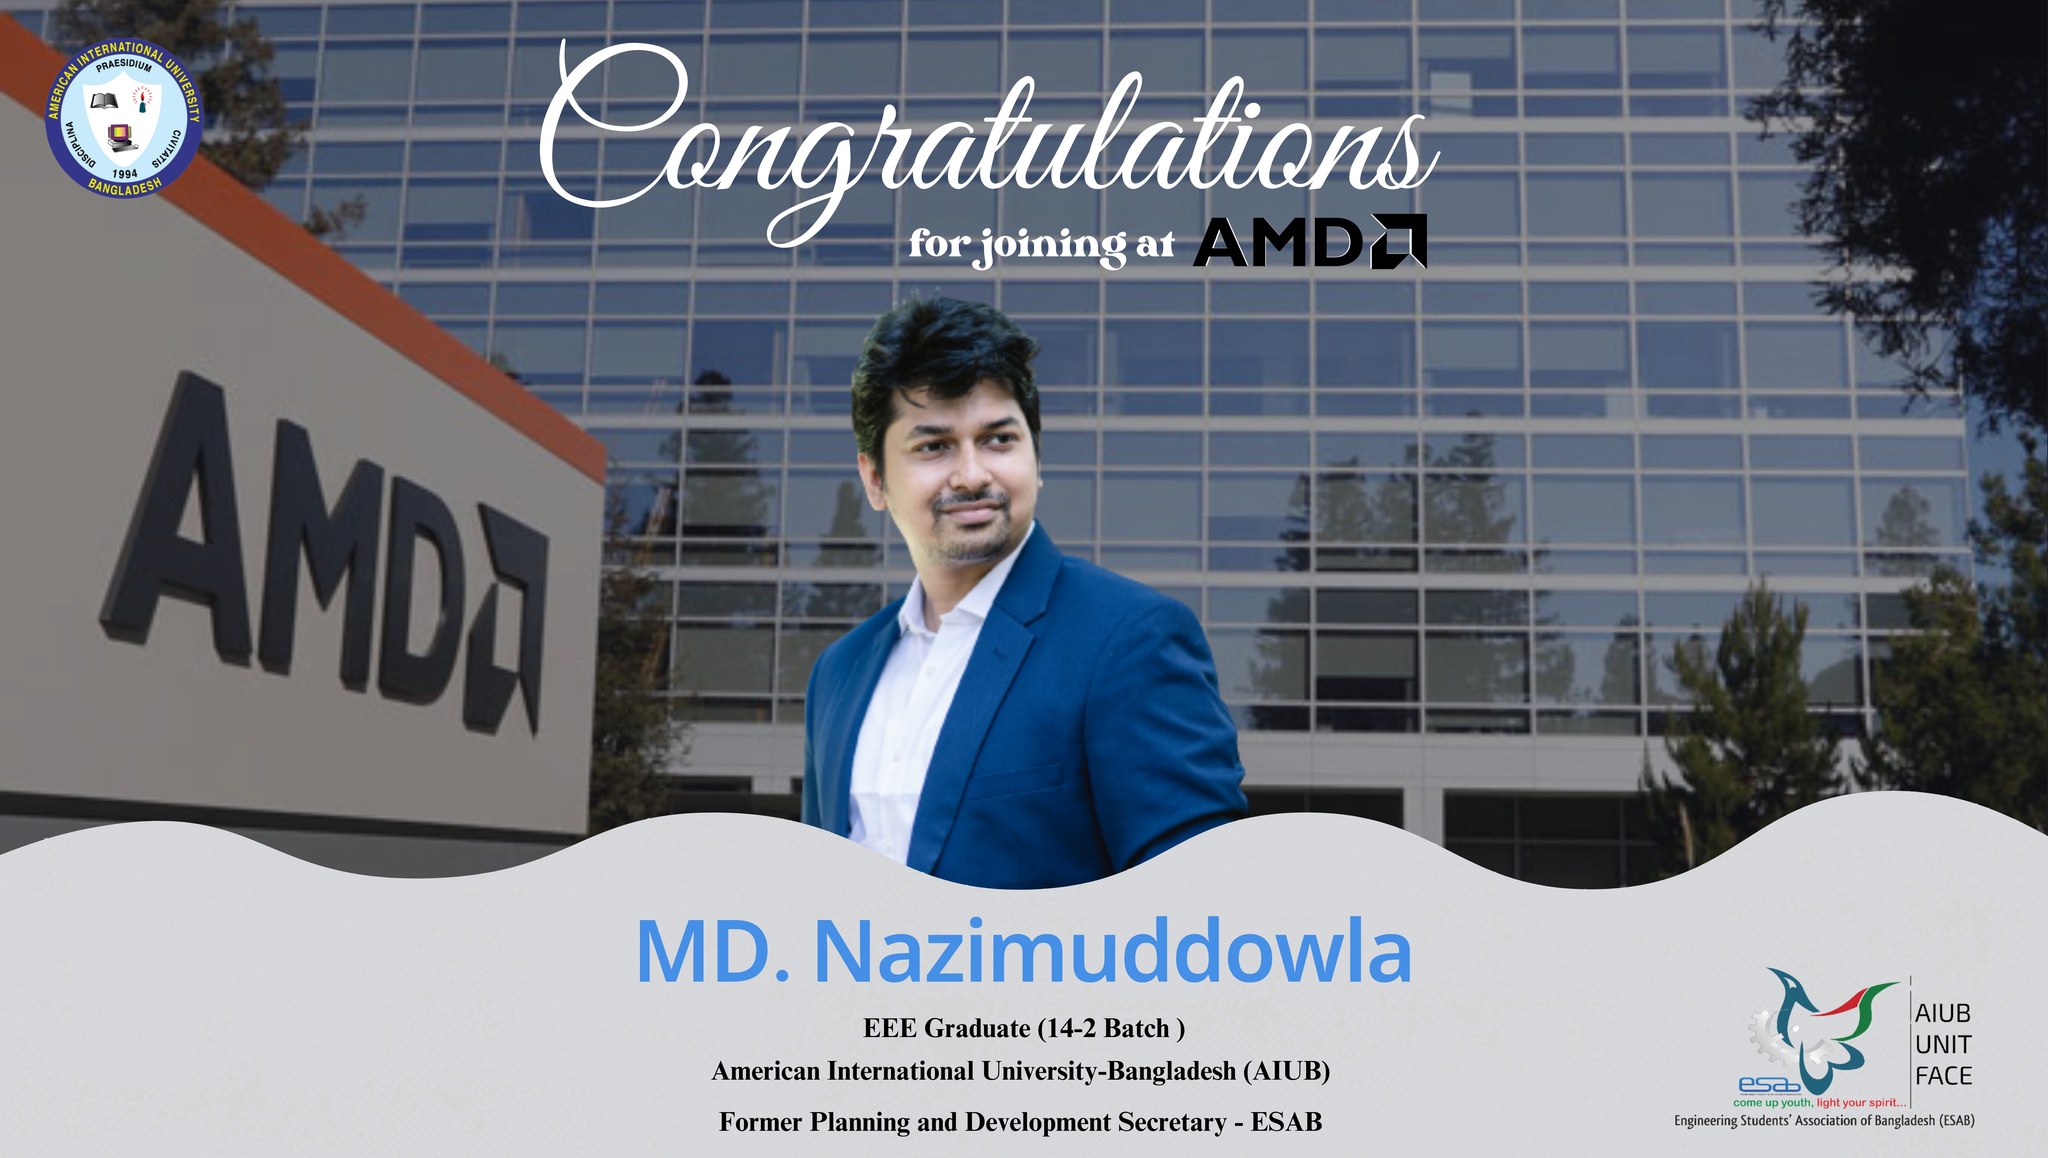 AMERICAN INTERNATIONAL UNIVERSITY
PRAESIDIUM
DISCIPLINA
CIVITATIS
1994
BANGLADESH
Congratulations
for joining at AMD
AMD
MD. Nazimuddowla
EEE Graduate (14-2 Batch )
American International University-Bangladesh (AIUB)
Former Planning and Development Secretary - ESAB
AIUB
UNIT
FACE
esab
come up youth, light your spirit...
Engineering Students' Association of Bangladesh (ESAB)